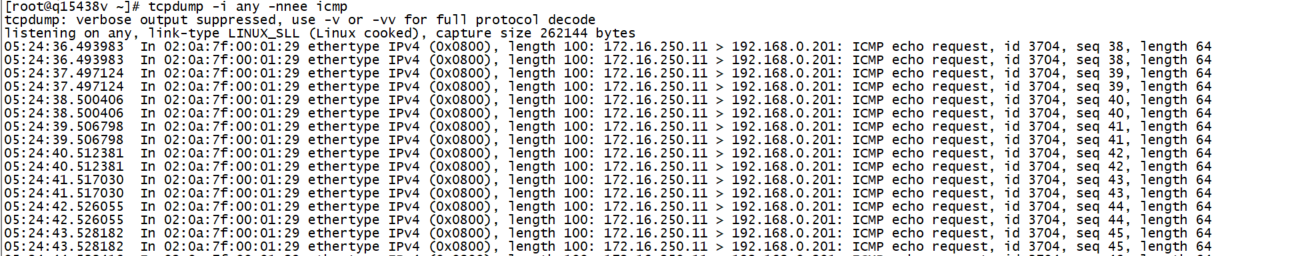 [root@q15438v ~]# tcpdump -i any -nnee icmp
tcpdump: verbose output suppressed, use -v or -vv for full protocol decode
listening on any, link-type LINUX_SLL (Linux cooked), capture size 262144 bytes
05:24:36.493983  In 02:0a:7f:00:01:29 ethertype IPv4 (0x0800), length 100: 172.16.250.11 > 192.168.0.201: ICMP echo request, id 3704, seq 38, length 64
05:24:36.493983  In 02:0a:7f:00:01:29 ethertype IPv4 (0x0800), length 100: 172.16.250.11 > 192.168.0.201: ICMP echo request, id 3704, seq 38, length 64
05:24:37.497124  In 02:0a:7f:00:01:29 ethertype IPv4 (0x0800), length 100: 172.16.250.11 > 192.168.0.201: ICMP echo request, id 3704, seq 39, length 64
05:24:37.497124  In 02:0a:7f:00:01:29 ethertype IPv4 (0x0800), length 100: 172.16.250.11 > 192.168.0.201: ICMP echo request, id 3704, seq 39, length 64
05:24:38.500406  In 02:0a:7f:00:01:29 ethertype IPv4 (0x0800), length 100: 172.16.250.11 > 192.168.0.201: ICMP echo request, id 3704, seq 40, length 64
05:24:38.500406  In 02:0a:7f:00:01:29 ethertype IPv4 (0x0800), length 100: 172.16.250.11 > 192.168.0.201: ICMP echo request, id 3704, seq 40, length 64
05:24:39.506798  In 02:0a:7f:00:01:29 ethertype IPv4 (0x0800), length 100: 172.16.250.11 > 192.168.0.201: ICMP echo request, id 3704, seq 41, length 64
05:24:39.506798  In 02:0a:7f:00:01:29 ethertype IPv4 (0x0800), length 100: 172.16.250.11 > 192.168.0.201: ICMP echo request, id 3704, seq 41, length 64
05:24:40.512381  In 02:0a:7f:00:01:29 ethertype IPv4 (0x0800), length 100: 172.16.250.11 > 192.168.0.201: ICMP echo request, id 3704, seq 42, length 64
05:24:40.512381  In 02:0a:7f:00:01:29 ethertype IPv4 (0x0800), length 100: 172.16.250.11 > 192.168.0.201: ICMP echo request, id 3704, seq 42, length 64
05:24:41.517030  In 02:0a:7f:00:01:29 ethertype IPv4 (0x0800), length 100: 172.16.250.11 > 192.168.0.201: ICMP echo request, id 3704, seq 43, length 64
05:24:41.517030  In 02:0a:7f:00:01:29 ethertype IPv4 (0x0800), length 100: 172.16.250.11 > 192.168.0.201: ICMP echo request, id 3704, seq 43, length 64
05:24:42.526055  In 02:0a:7f:00:01:29 ethertype IPv4 (0x0800), length 100: 172.16.250.11 > 192.168.0.201: ICMP echo request, id 3704, seq 44, length 64
05:24:42.526055  In 02:0a:7f:00:01:29 ethertype IPv4 (0x0800), length 100: 172.16.250.11 > 192.168.0.201: ICMP echo request, id 3704, seq 44, length 64
05:24:43.528182  In 02:0a:7f:00:01:29 ethertype IPv4 (0x0800), length 100: 172.16.250.11 > 192.168.0.201: ICMP echo request, id 3704, seq 45, length 64
05:24:43.528182  In 02:0a:7f:00:01:29 ethertype IPv4 (0x0800), length 100: 172.16.250.11 > 192.168.0.201: ICMP echo request, id 3704, seq 45, length 64